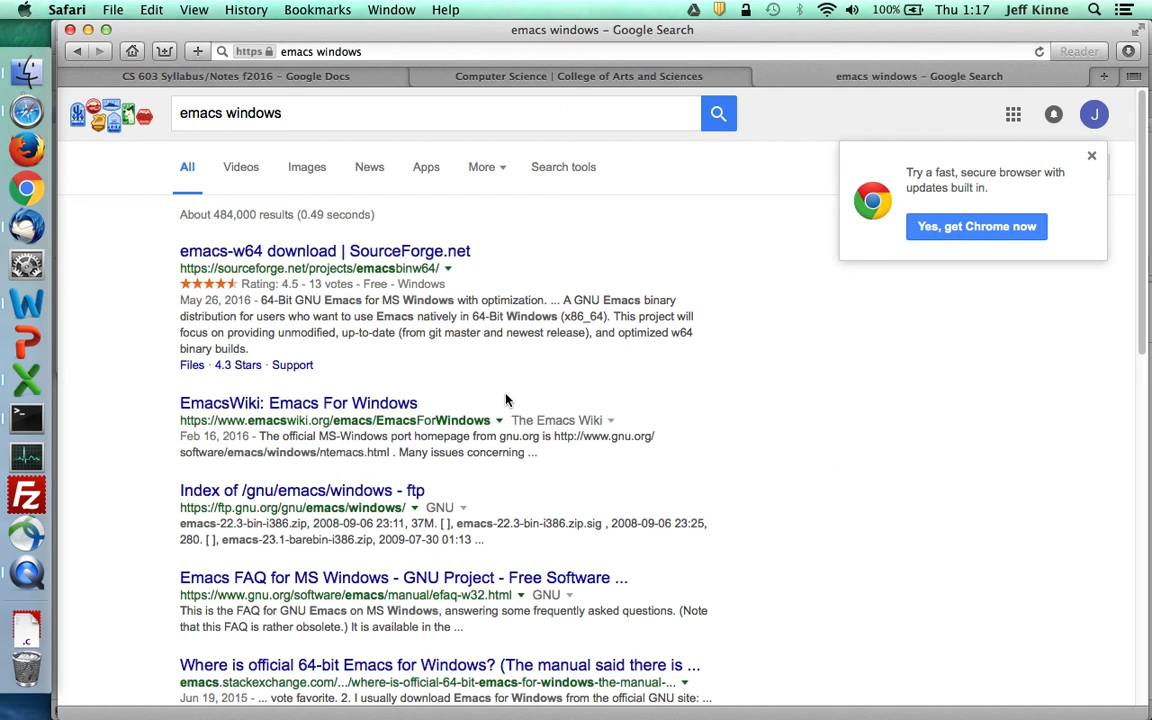 Safari File Edit View History Bookmarks Window Help 100% Thu 1:17 Jeff Kinne
emacs windows – Google Search
https emacs windows Reader
CS 603 Syllabus/Notes f2016 – Google Docs Computer Science | College of Arts and Sciences emacs windows – Google Search
emacs windows
J
All Videos Images News Apps More Search tools
Try a fast, secure browser with
updates built in.
Yes, get Chrome now
About 484,000 results (0.49 seconds)
emacs-w64 download | SourceForge.net
https://sourceforge.net/projects/emacsbinw64/
Rating: 4.5 - 13 votes - Free - Windows
May 26, 2016 - 64-Bit GNU Emacs for MS Windows with optimization. ... A GNU Emacs binary
distribution for users who want to use Emacs natively in 64-Bit Windows (x86_64). This project will
focus on providing unmodified, up-to-date (from git master and newest release), and optimized w64
binary builds.
Files · 4.3 Stars · Support
EmacsWiki: Emacs For Windows
https://www.emacswiki.org/emacs/EmacsForWindows The Emacs Wiki
Feb 16, 2016 - The official MS-Windows port homepage from gnu.org is http://www.gnu.org/
software/emacs/windows/ntemacs.html . Many issues concerning ...
Index of /gnu/emacs/windows - ftp
https://ftp.gnu.org/gnu/emacs/windows/ GNU
emacs-22.3-bin-i386.zip, 2008-09-06 23:11, 37M. [ ], emacs-22.3-bin-i386.zip.sig , 2008-09-06 23:25,
280. [ ], emacs-23.1-barebin-i386.zip, 2009-07-30 01:13 ...
Emacs FAQ for MS Windows - GNU Project - Free Software ...
https://www.gnu.org/software/emacs/manual/efaq-w32.html GNU
This is the FAQ for GNU Emacs on MS Windows, answering some frequently asked questions. (Note
that this FAQ is rather obsolete.) It is available in the ...
Where is official 64-bit Emacs for Windows? (The manual said there is ...
emacs.stackexchange.com/.../where-is-official-64-bit-emacs-for-windows-the-manual-...
Jun 19, 2015 - ... vote favorite. 2. I usually download Emacs for Windows from the official GNU site: ...
W
P
X
Fz
.C